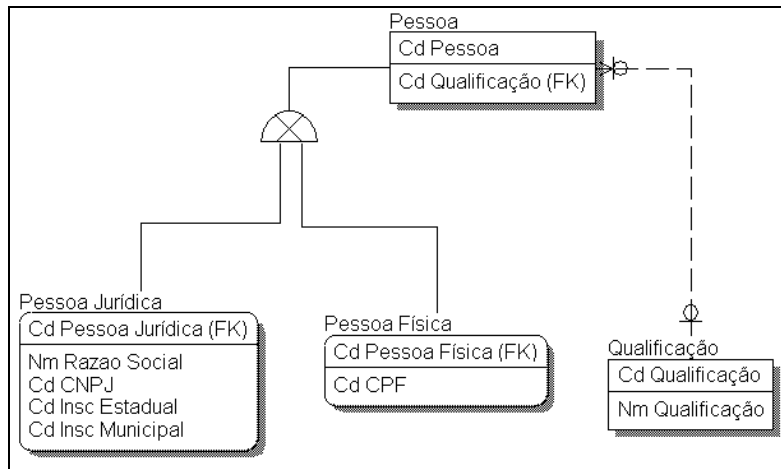 Pessoa
Cd Pessoa
Cd Qualificação (FK)
Pessoa Jurídica
Cd Pessoa Jurídica (FK)
Nm Razao Social
Cd CNPJ
Cd Insc Estadual
Cd Insc Municipal
Pessoa Física
Cd Pessoa Física (FK)
Cd CPF
Qualificação
Cd Qualificação
Nm Qualificação